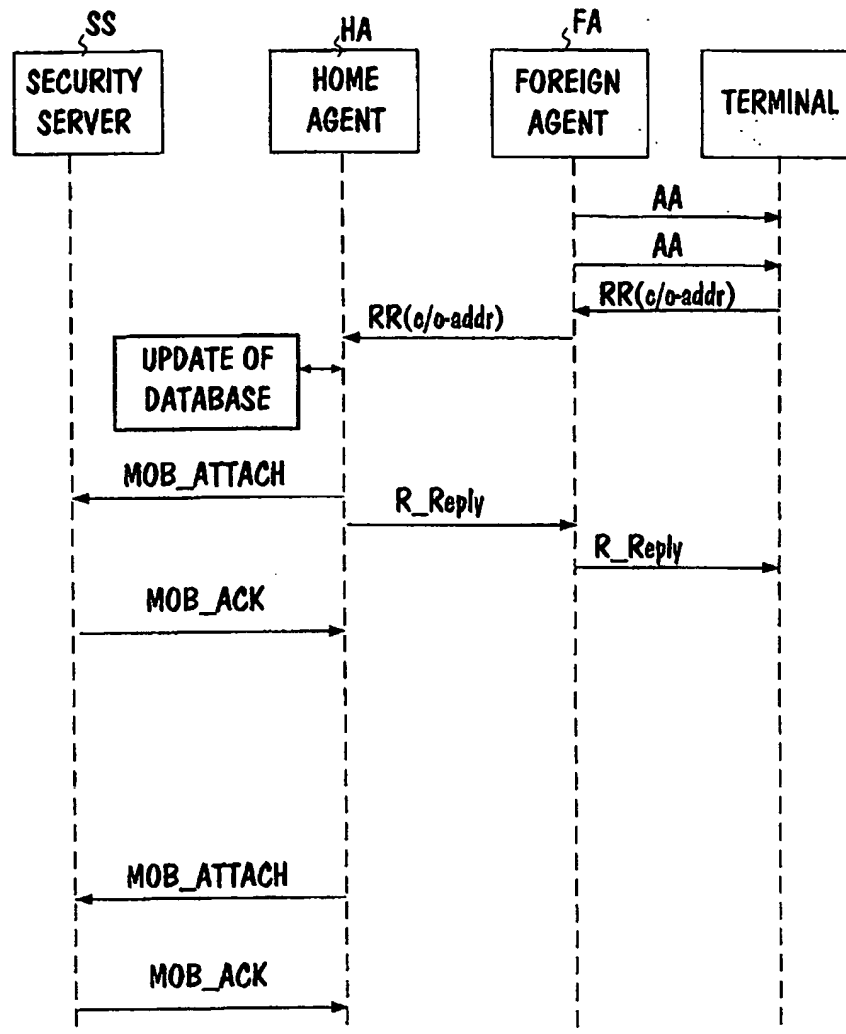 SS
HA
FA
SECURITY
SERVER
HOME
AGENT
FOREIGN
AGENT
TERMINAL
AA
AA
RR(c/o-addr)
RR(c/o-addr)
UPDATE OF
DATABASE
MOB_ATTACH
R_Reply
R_Reply
MOB_ACK
MOB_ATTACH
MOB_ACK